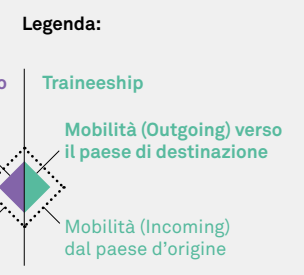 Legenda:
o Traineeship
Mobilità (Outgoing) verso
il paese di destinazione
Mobilità (Incoming)
dal paese d'origine